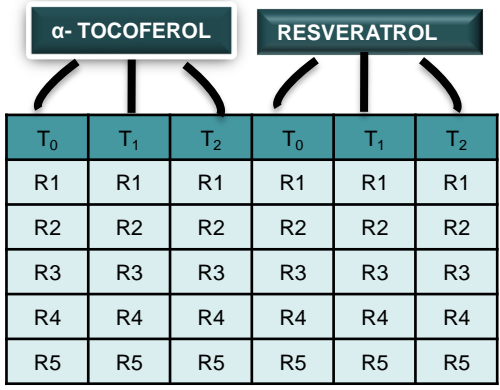 α- TOCOFEROL RESVERATROL
T₀ T₁ T₂ T₀ T₁ T₂
R1 R1 R1 R1 R1 R1
R2 R2 R2 R2 R2 R2
R3 R3 R3 R3 R3 R3
R4 R4 R4 R4 R4 R4
R5 R5 R5 R5 R5 R5